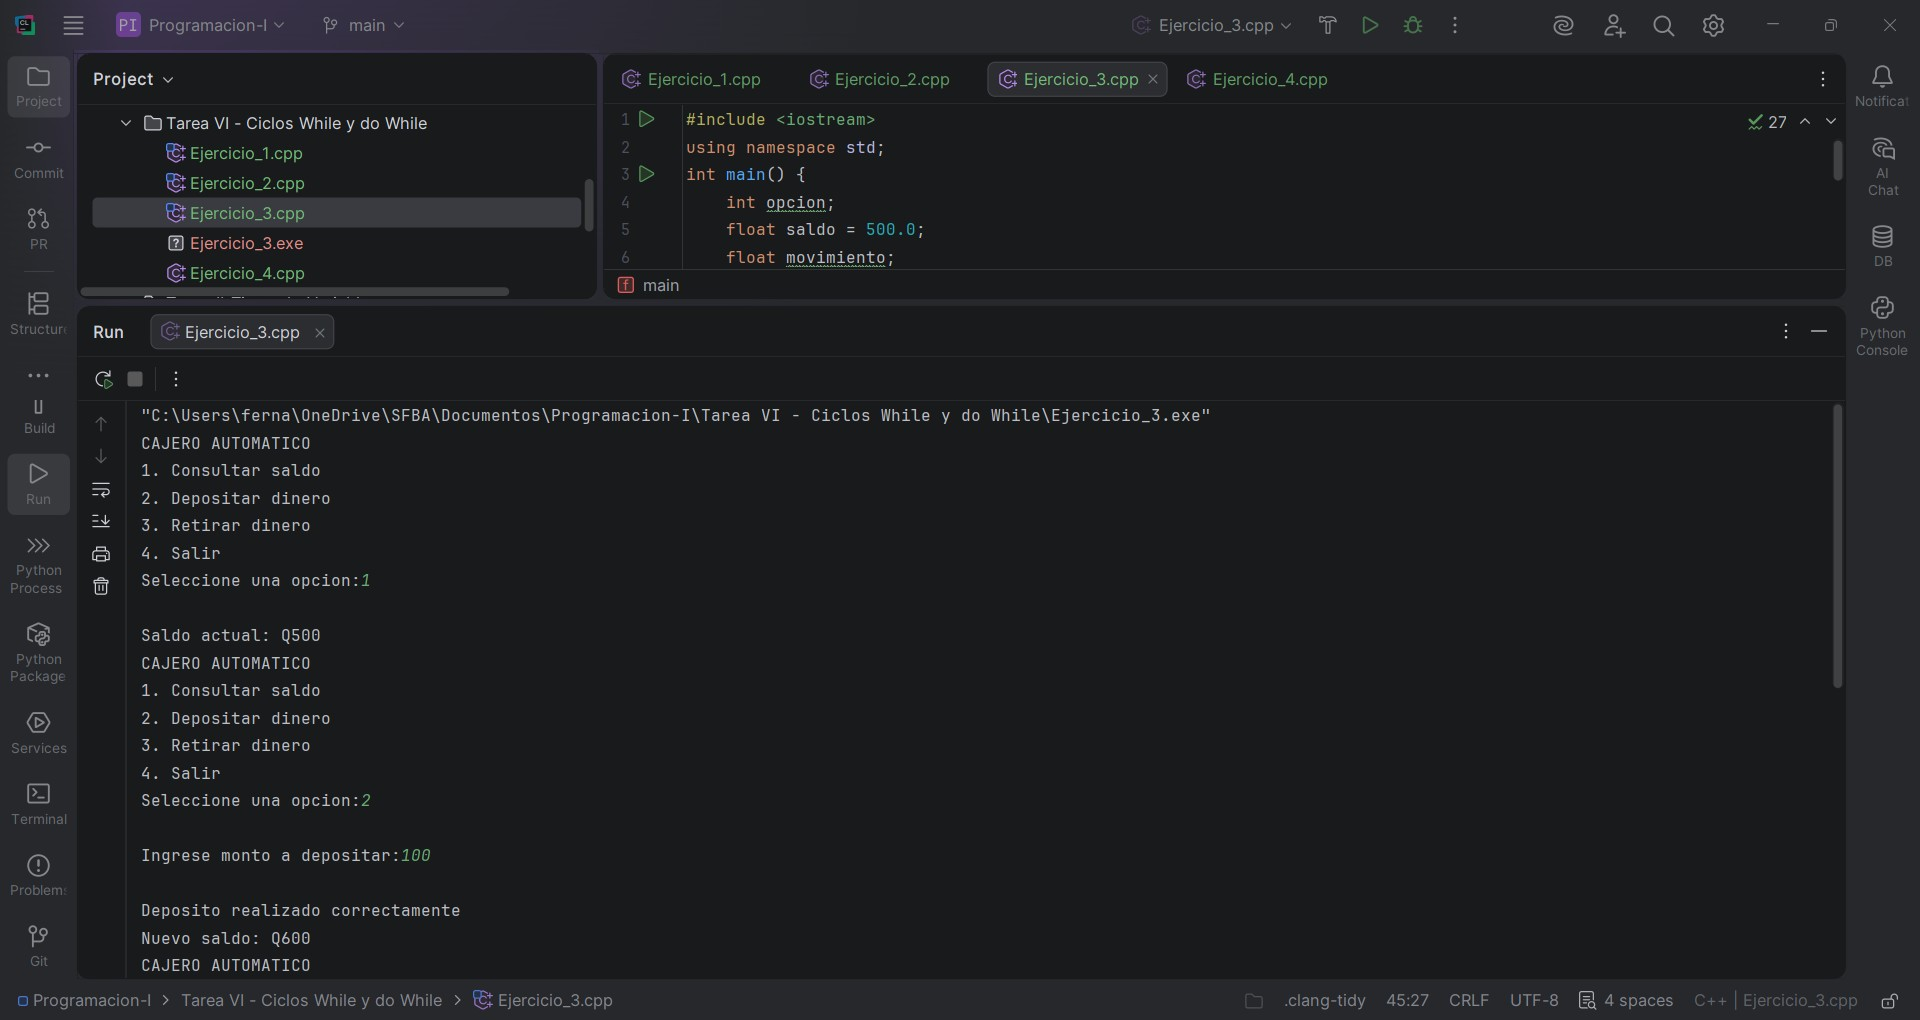 CL
PI Programacion-I
main
Ejercicio_3.cpp
Project
Commit
PR
Structur
Build
Run
Python
Process
Python
Package
Services
Terminal
Problem
Git
Project
Tarea VI - Ciclos While y do While
Ejercicio_1.cpp
Ejercicio_2.cpp
Ejercicio_3.cpp
Ejercicio_3.exe
Ejercicio_4.cpp
Ejercicio_1.cpp Ejercicio_2.cpp Ejercicio_3.cpp Ejercicio_4.cpp
1 #include <iostream>
2 using namespace std;
3 int main() {
4 int opcion;
5 float saldo = 500.0;
6 float movimiento;
27
f main
Run Ejercicio_3.cpp
"C:\Users\ferna\OneDrive\SFBA\Documentos\Programacion-I\Tarea VI - Ciclos While y do While\Ejercicio_3.exe"
CAJERO AUTOMATICO
1. Consultar saldo
2. Depositar dinero
3. Retirar dinero
4. Salir
Seleccione una opcion:1
Saldo actual: Q500
CAJERO AUTOMATICO
1. Consultar saldo
2. Depositar dinero
3. Retirar dinero
4. Salir
Seleccione una opcion:2
Ingrese monto a depositar:100
Deposito realizado correctamente
Nuevo saldo: Q600
CAJERO AUTOMATICO
Notificat
AI
Chat
DB
Python
Console
Programacion-I > Tarea VI - Ciclos While y do While > Ejercicio_3.cpp
.clang-tidy 45:27 CRLF UTF-8 4 spaces C++ | Ejercicio_3.cpp